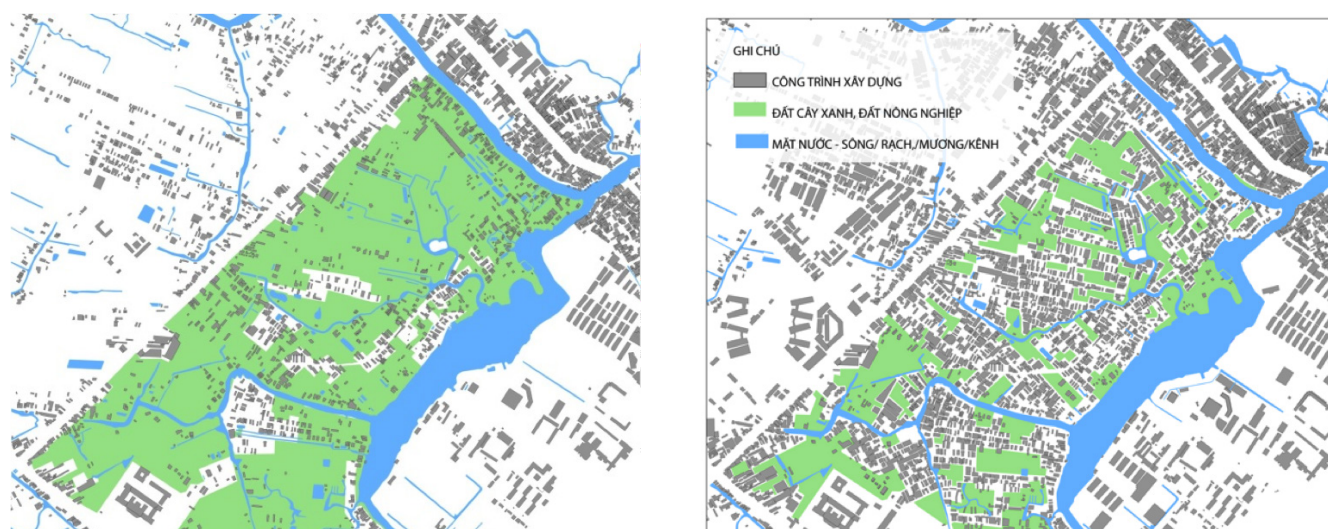 GHI CHÚ
CÔNG TRÌNH XÂY DỰNG
ĐẤT CÂY XANH, ĐẤT NÔNG NGHIỆP
MẶT NƯỚC - SÔNG/ RẠCH,/MƯƠNG/KÊNH